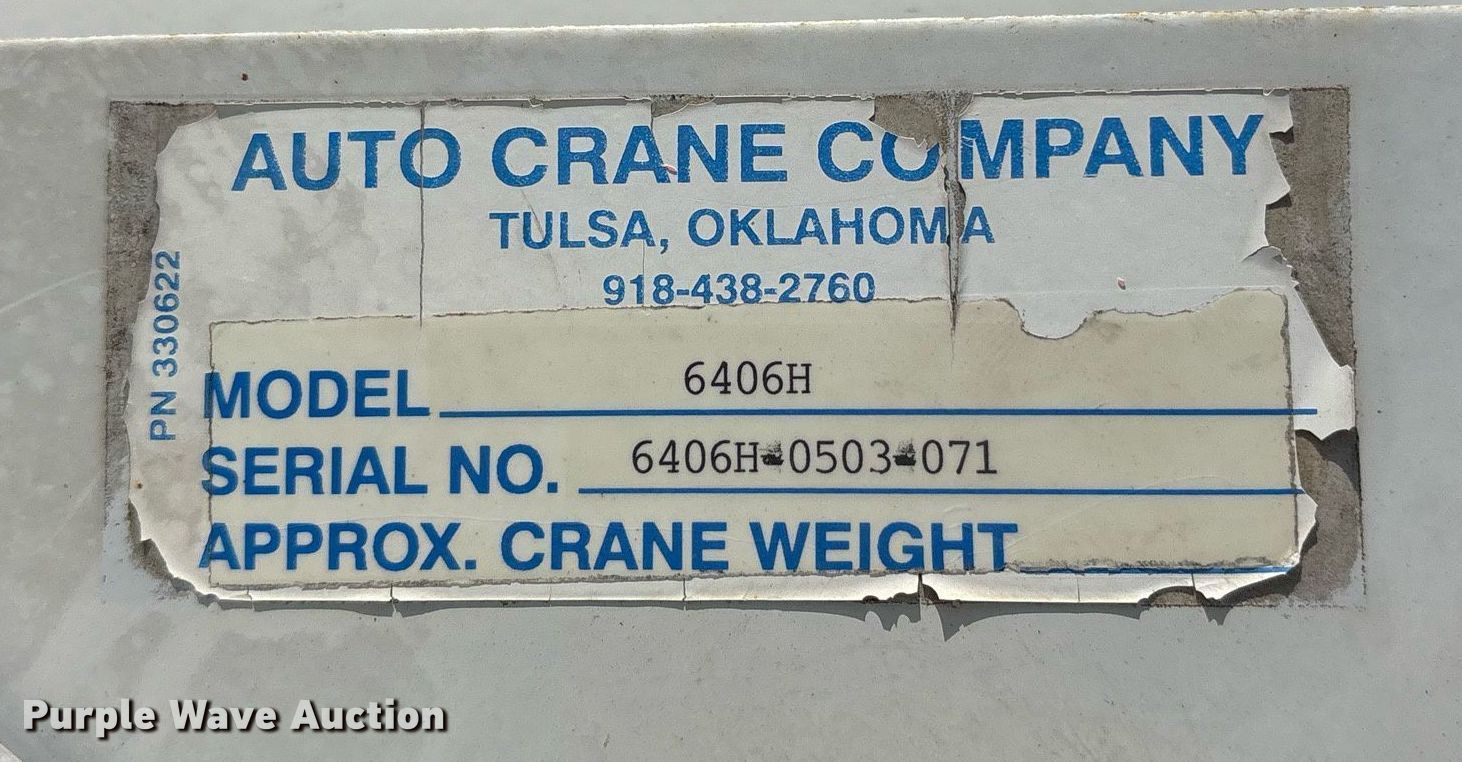 AUTO CRANE COMPANY
TULSA, OKLAHOMA
918-438-2760
PN 330622
MODEL 6406H
SERIAL NO. 6406H-0503-071
APPROX. CRANE WEIGHT
Purple Wave Auction